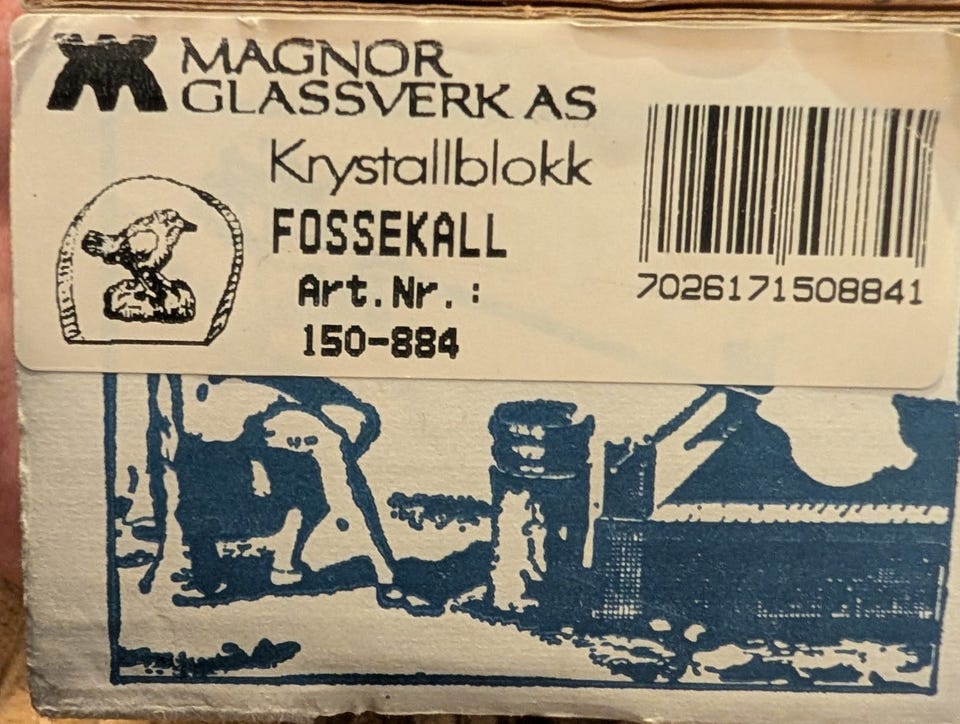 MAGNOR
GLASSVERK AS
Krystallblokk
FOSSEKALL
Art.Nr.:
150-884
7026171508841